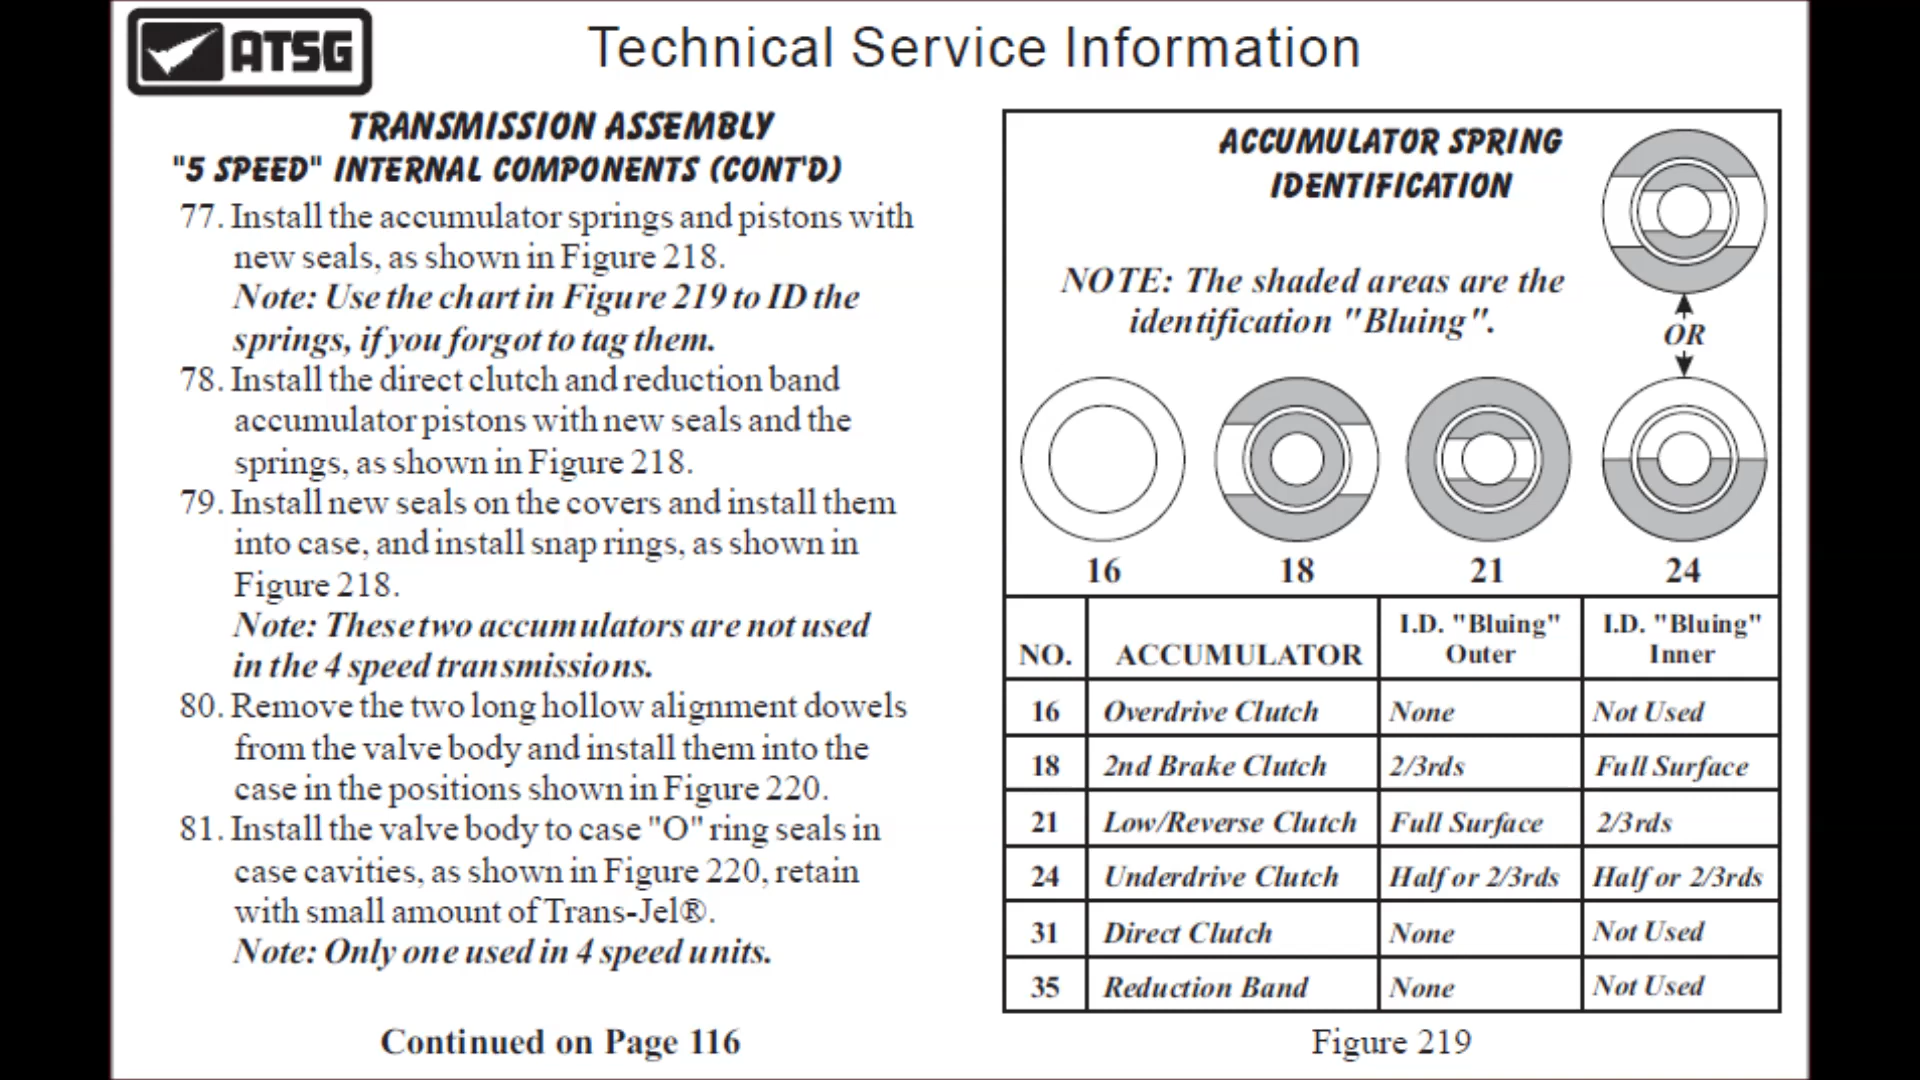 ATSG
Technical Service Information
TRANSMISSION ASSEMBLY
"5 SPEED" INTERNAL COMPONENTS (CONT'D)
77. Install the accumulator springs and pistons with
new seals, as shown in Figure 218.
Note: Use the chart in Figure 219 to ID the
springs, if you forgot to tag them.
78. Install the direct clutch and reduction band
accumulator pistons with new seals and the
springs, as shown in Figure 218.
79. Install new seals on the covers and install them
into case, and install snap rings, as shown in
Figure 218.
Note: These two accumulators are not used
in the 4 speed transmissions.
80. Remove the two long hollow alignment dowels
from the valve body and install them into the
case in the positions shown in Figure 220.
81. Install the valve body to case "O" ring seals in
case cavities, as shown in Figure 220, retain
with small amount of Trans-Jel®.
Note: Only one used in 4 speed units.
Continued on Page 116
ACCUMULATOR SPRING
IDENTIFICATION
NOTE: The shaded areas are the
identification "Bluing".
OR
16 18 21 24
NO. ACCUMULATOR I.D. "Bluing" Outer I.D. "Bluing" Inner
16 Overdrive Clutch None Not Used
18 2nd Brake Clutch 2/3rds Full Surface
21 Low/Reverse Clutch Full Surface 2/3rds
24 Underdrive Clutch Half or 2/3rds Half or 2/3rds
31 Direct Clutch None Not Used
35 Reduction Band None Not Used
Figure 219